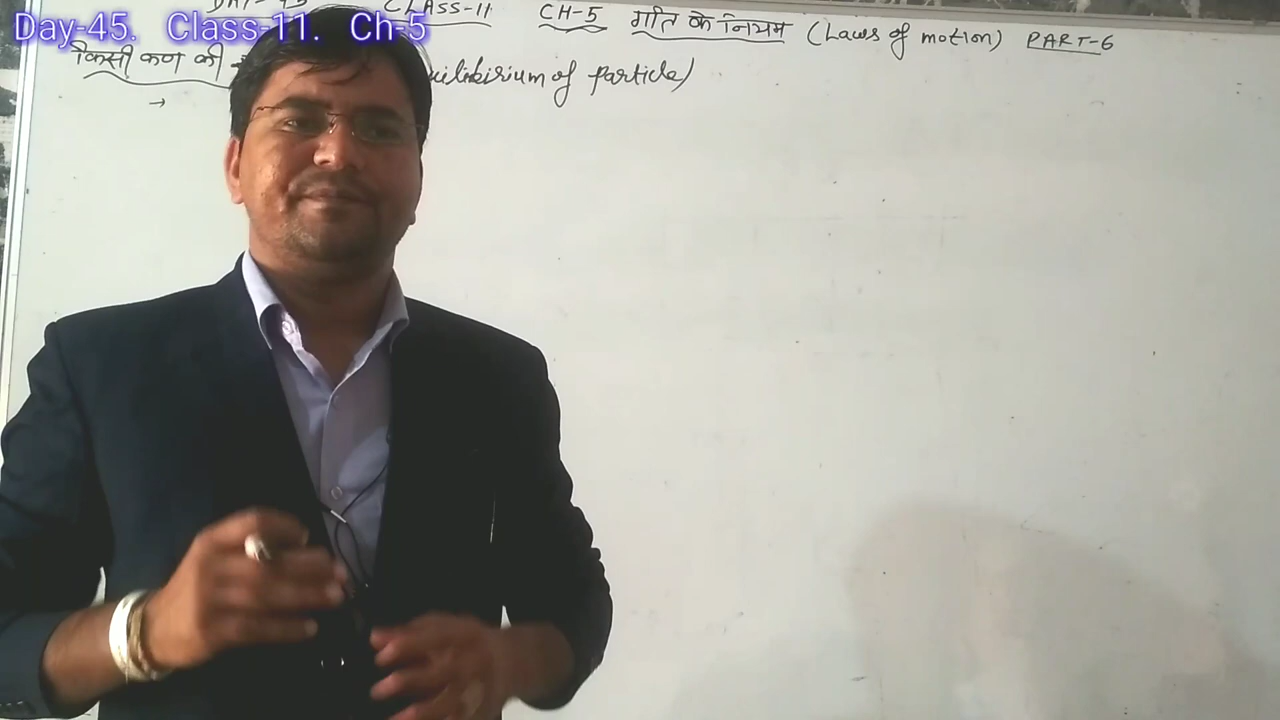 Day-45. Class-11. Ch-5
CLASS-11 CH-5 गति के नियम (Laws of motion) PART-6
किसी कण की uilibirium of particle)
→